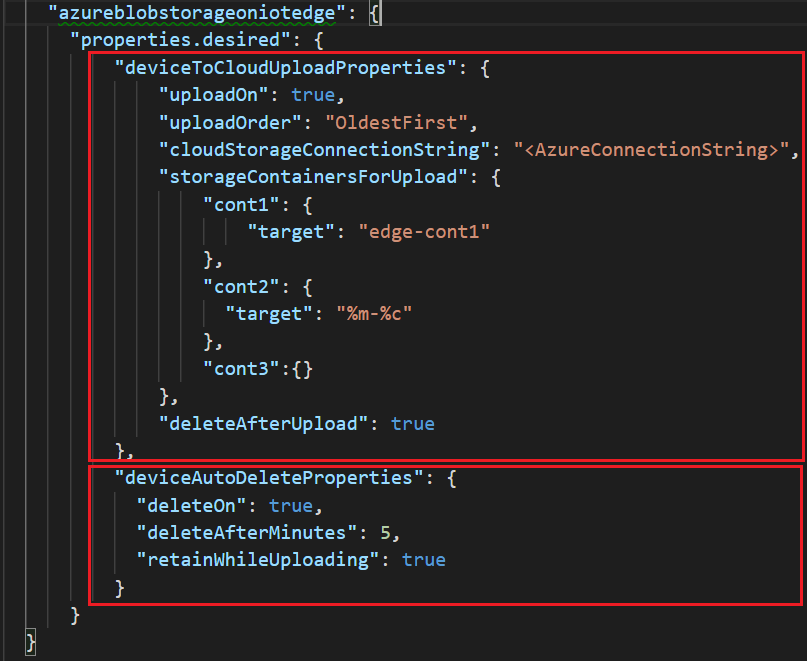 "azureblobstorageoniotedge": {
"properties.desired": {
"deviceToCloudUploadProperties": {
"uploadOn": true,
"uploadOrder": "OldestFirst",
"cloudStorageConnectionString": "<AzureConnectionString>",
"storageContainersForUpload": {
"cont1": {
"target": "edge-cont1"
},
"cont2": {
"target": "%m-%c"
},
"cont3":{}
},
"deleteAfterUpload": true
},
"deviceAutoDeleteProperties": {
"deleteOn": true,
"deleteAfterMinutes": 5,
"retainWhileUploading": true
}
}
}